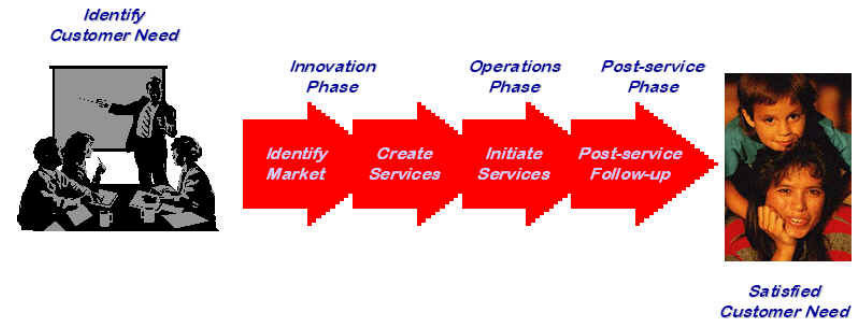 Identify
Customer Need
Innovation
Phase
Operations
Phase
Post-service
Phase
Identify
Market
Create
Services
Initiate
Services
Post-service
Follow-up
Satisfied
Customer Need